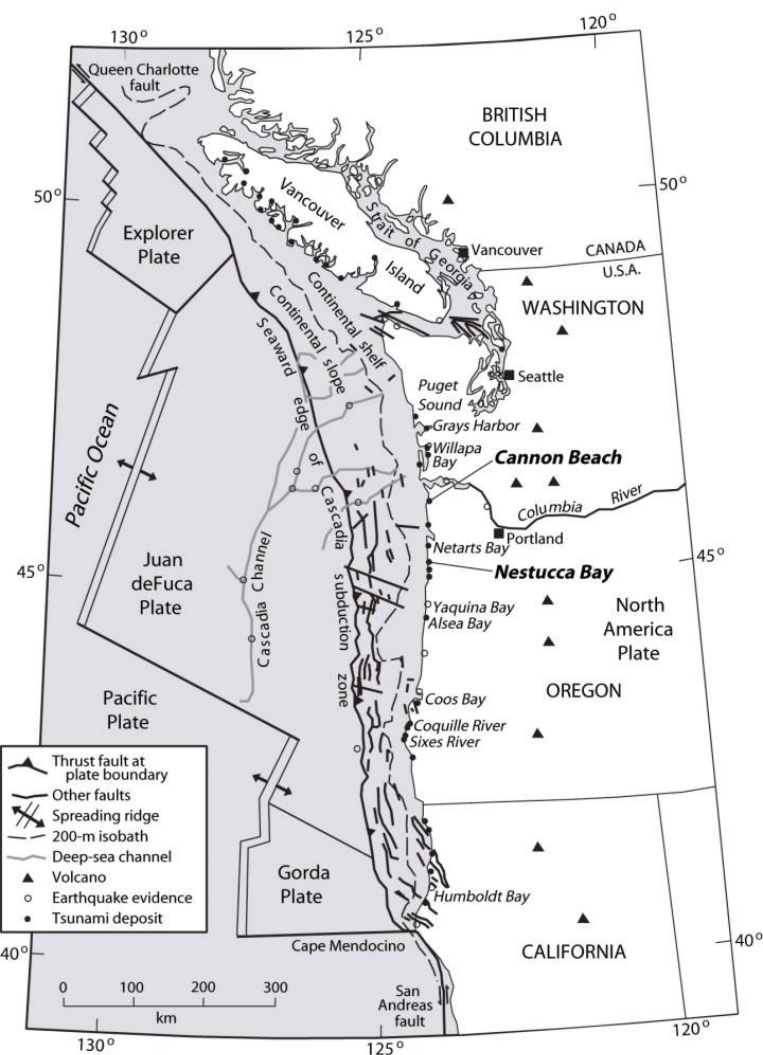 130°
125°
120°
Queen Charlotte
fault
BRITISH
COLUMBIA
50°
50°
Vancouver
Island
Strait of Georgia
Vancouver
CANADA
U.S.A.
Explorer
Plate
WASHINGTON
Continental shelf
Continental slope
Seaward edge of Cascadia subduction zone
Seattle
Puget
Sound
Grays Harbor
Willapa
Bay
Cannon Beach
Pacific Ocean
Columbia River
Portland
Netarts Bay
45°
45°
Nestucca Bay
Juan
deFuca
Plate
Cascadia Channel
Yaquina Bay
Alsea Bay
North
America
Plate
OREGON
Pacific
Plate
Coos Bay
Coquille River
Sixes River
Thrust fault at
plate boundary
Other faults
Spreading ridge
200-m isobath
Deep-sea channel
Volcano
Earthquake evidence
Tsunami deposit
Gorda
Plate
Humboldt Bay
Cape Mendocino
CALIFORNIA
40°
40°
0 100 200 300
km
San
Andreas
fault
130°
125°
120°